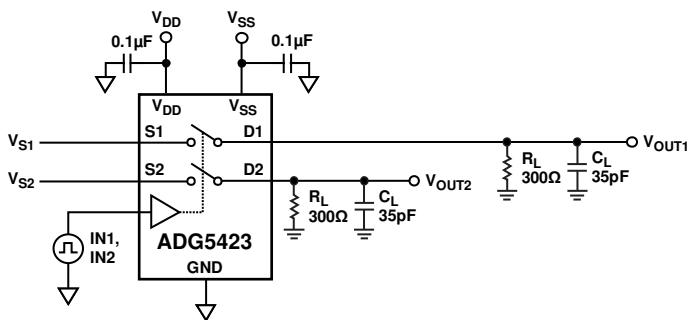 VDD
VSS
0.1µF
0.1µF
VDD
VSS
VS1
S1
D1
VOUT1
VS2
S2
D2
VOUT2
RL
300Ω
CL
35pF
RL
300Ω
CL
35pF
IN1,
IN2
ADG5423
GND